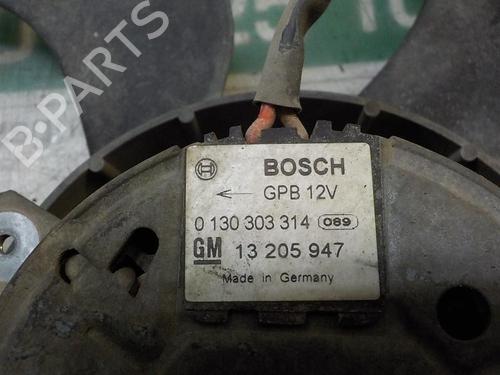 BOSCH
← GPB 12V
0 130 303 314 089
GM 13 205 947
Made in Germany
B-PARTS